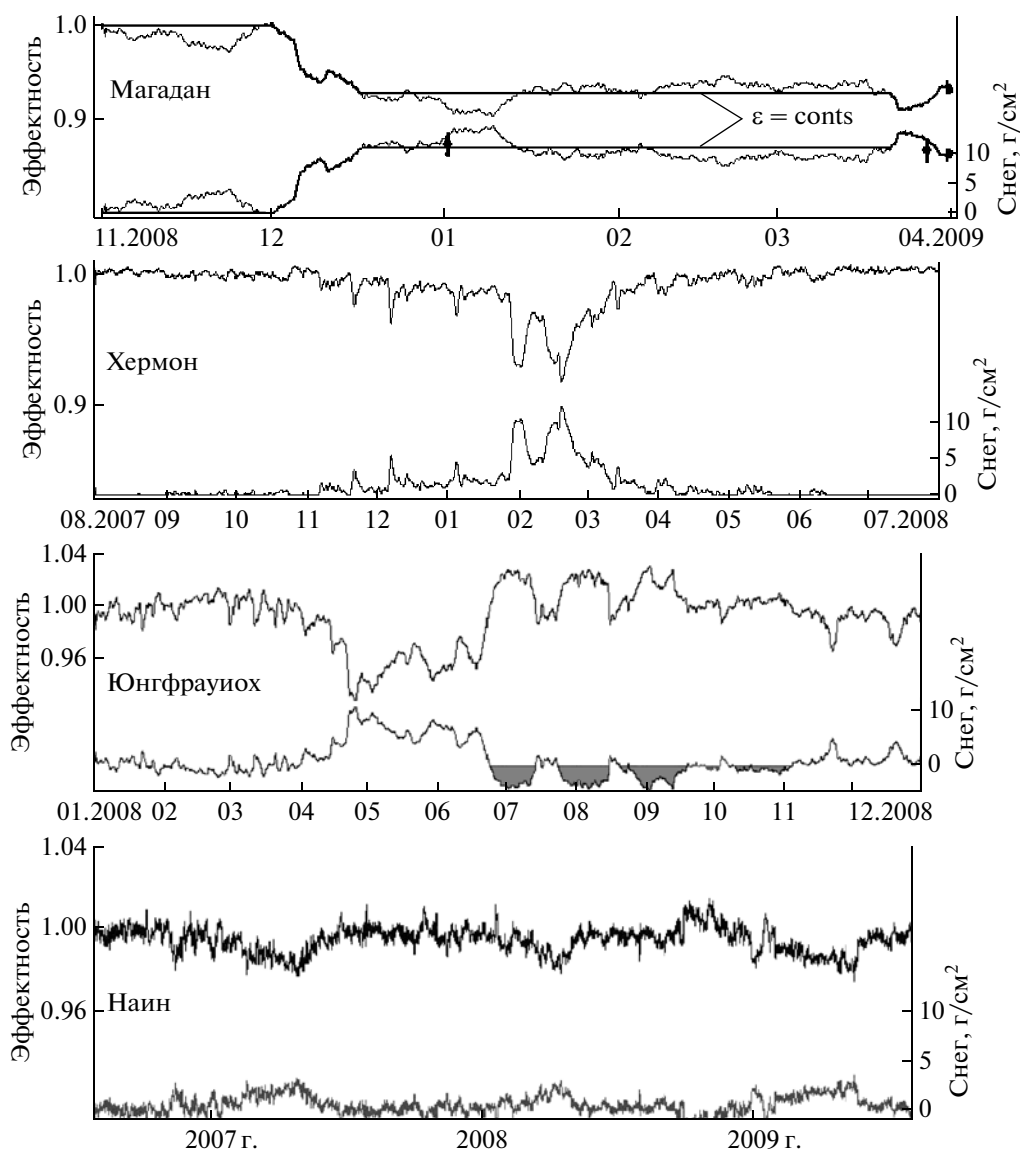 Эффектность
1.0
0.9
Магадан
ε = conts
10
5
0
Снег, г/см²
11.2008 12 01 02 03 04.2009
Эффектность
1.0
0.9
Хермон
10
5
0
Снег, г/см²
08.2007 09 10 11 12 01 02 03 04 05 06 07.2008
Эффектность
1.04
1.00
0.96
Юнгфрауиох
10
0
Снег, г/см²
01.2008 02 03 04 05 06 07 08 09 10 11 12.2008
Эффектность
1.04
1.00
0.96
Наин
10
5
0
Снег, г/см²
2007 г. 2008 2009 г.